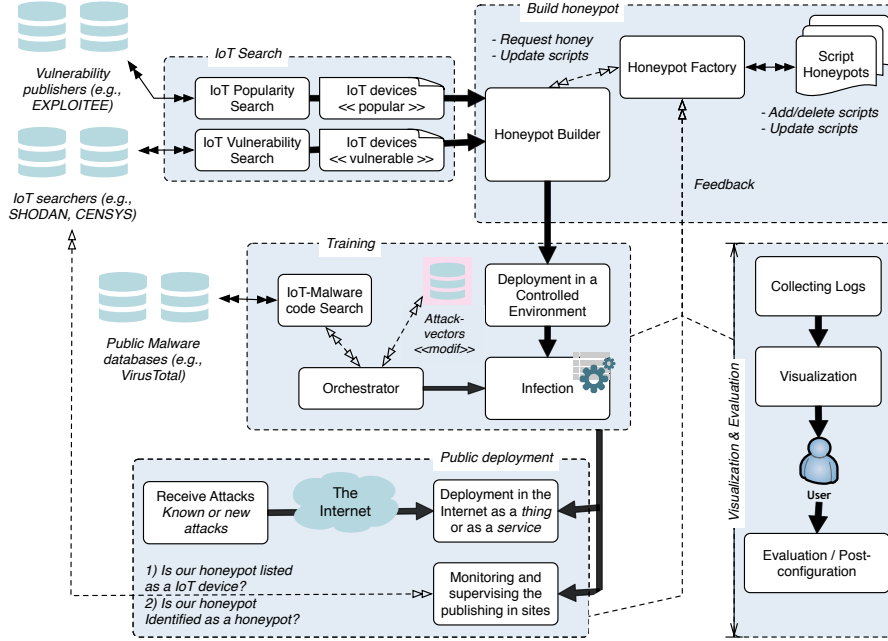 Build honeypot
IoT Search
- Request honey
- Update scripts
Honeypot Factory
Script
Honeypots
Vulnerability
publishers (e.g.,
EXPLOITEE)
IoT Popularity
Search
IoT devices
<< popular >>
- Add/delete scripts
- Update scripts
Honeypot Builder
IoT Vulnerability
Search
IoT devices
<< vulnerable >>
IoT searchers (e.g.,
SHODAN, CENSYS)
Feedback
Training
Deployment in a
Controlled
Environment
Collecting Logs
IoT-Malware
code Search
Attack-
vectors
<<modif>>
Public Malware
databases (e.g.,
VirusTotal)
Orchestrator
Infection
Visualization
Visualization & Evaluation
User
Public deployment
Receive Attacks
Known or new
attacks
The
Internet
Deployment in the
Internet as a thing
or as a service
Evaluation / Post-
configuration
1) Is our honeypot listed
as a IoT device?
2) Is our honeypot
Identified as a honeypot?
Monitoring and
supervising the
publishing in sites